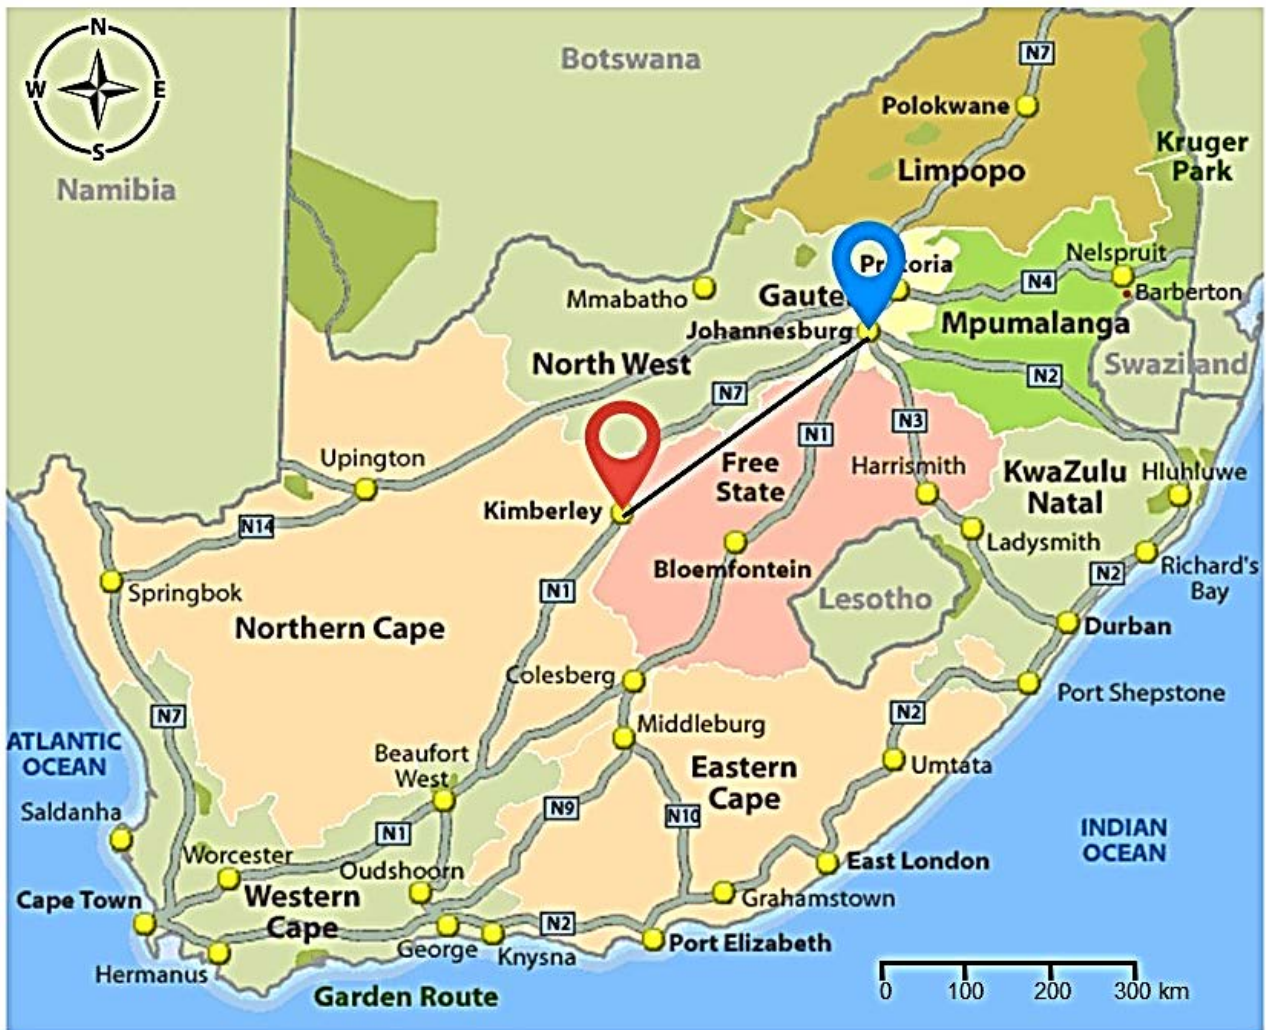 N
W
E
S
Botswana
Namibia
N7
Polokwane
Limpopo
Kruger
Park
Nelspruit
N4
Barberton
Mmabatho
Johannesburg
Mpumalanga
Swaziland
North West
N7
N2
N1
N3
Free
State
Harrismith
KwaZulu
Natal
Hluhluwe
Upington
Kimberley
N14
Ladysmith
Bloemfontein
Richard's
Bay
N2
N1
Springbok
Lesotho
Northern Cape
Durban
Colesberg
Port Shepstone
N7
N2
Middleburg
ATLANTIC
OCEAN
Beaufort
West
Eastern
Cape
Umtata
Saldanha
N9
N10
N1
INDIAN
OCEAN
Worcester
Oudshoorn
East London
Western
Cape
Cape Town
Grahamstown
N2
Port Elizabeth
George
Knysna
Hermanus
Garden Route
0 100 200 300 km